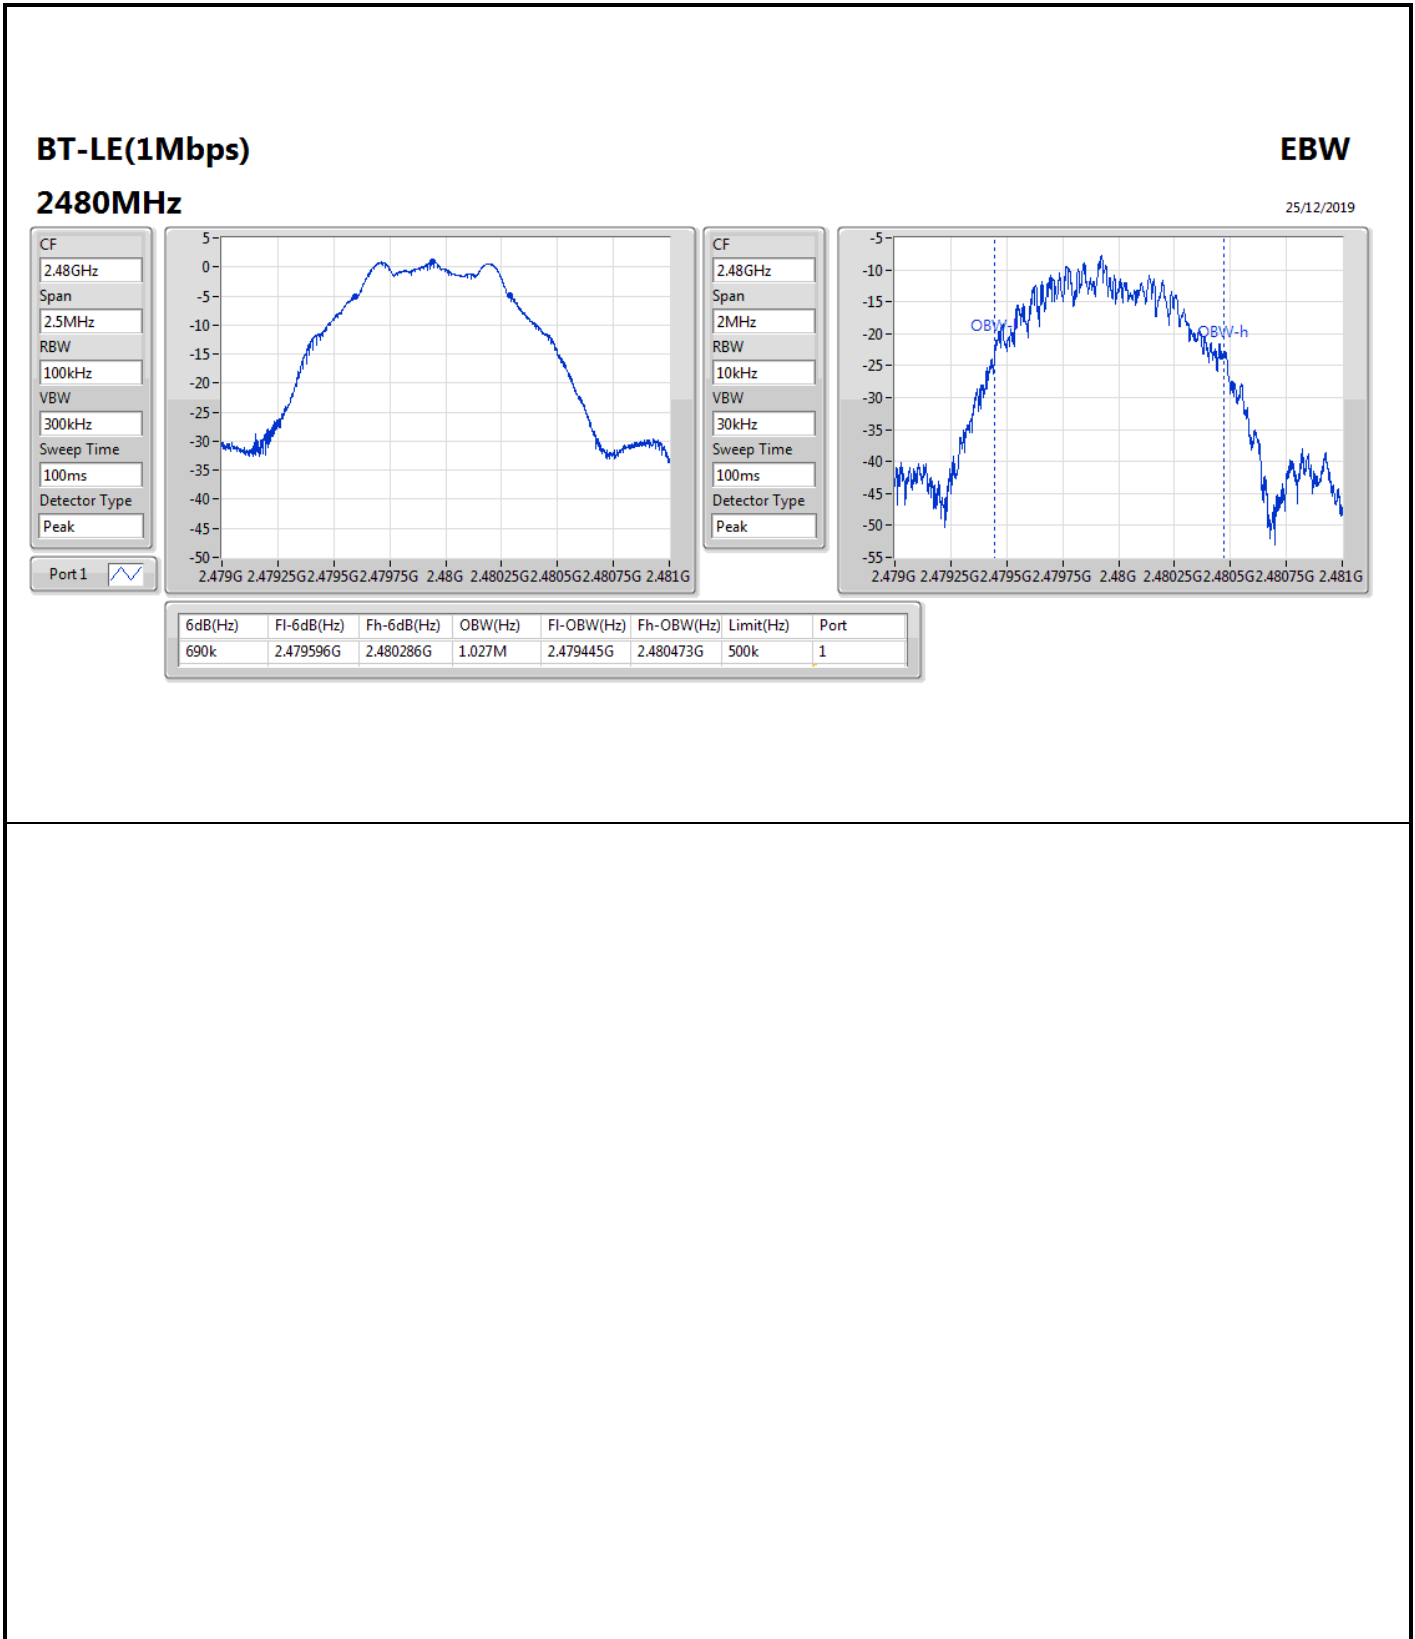 BT-LE(1Mbps)
EBW
2480MHz
25/12/2019
CF
2.48GHz
Span
2.5MHz
RBW
100kHz
VBW
300kHz
Sweep Time
100ms
Detector Type
Peak
Port 1
5
0
-5
-10
-15
-20
-25
-30
-35
-40
-45
-50
2.479G 2.47925G 2.4795G 2.47975G 2.48G 2.48025G 2.4805G 2.48075G 2.481G
CF
2.48GHz
Span
2MHz
RBW
10kHz
VBW
30kHz
Sweep Time
100ms
Detector Type
Peak
-5
-10
-15
-20
-25
-30
-35
-40
-45
-50
-55
OBW-h
2.479G 2.47925G 2.4795G 2.47975G 2.48G 2.48025G 2.4805G 2.48075G 2.481G
6dB(Hz) Fl-6dB(Hz) Fh-6dB(Hz) OBW(Hz) Fl-OBW(Hz) Fh-OBW(Hz) Limit(Hz) Port
690k 2.479596G 2.480286G 1.027M 2.479445G 2.480473G 500k 1